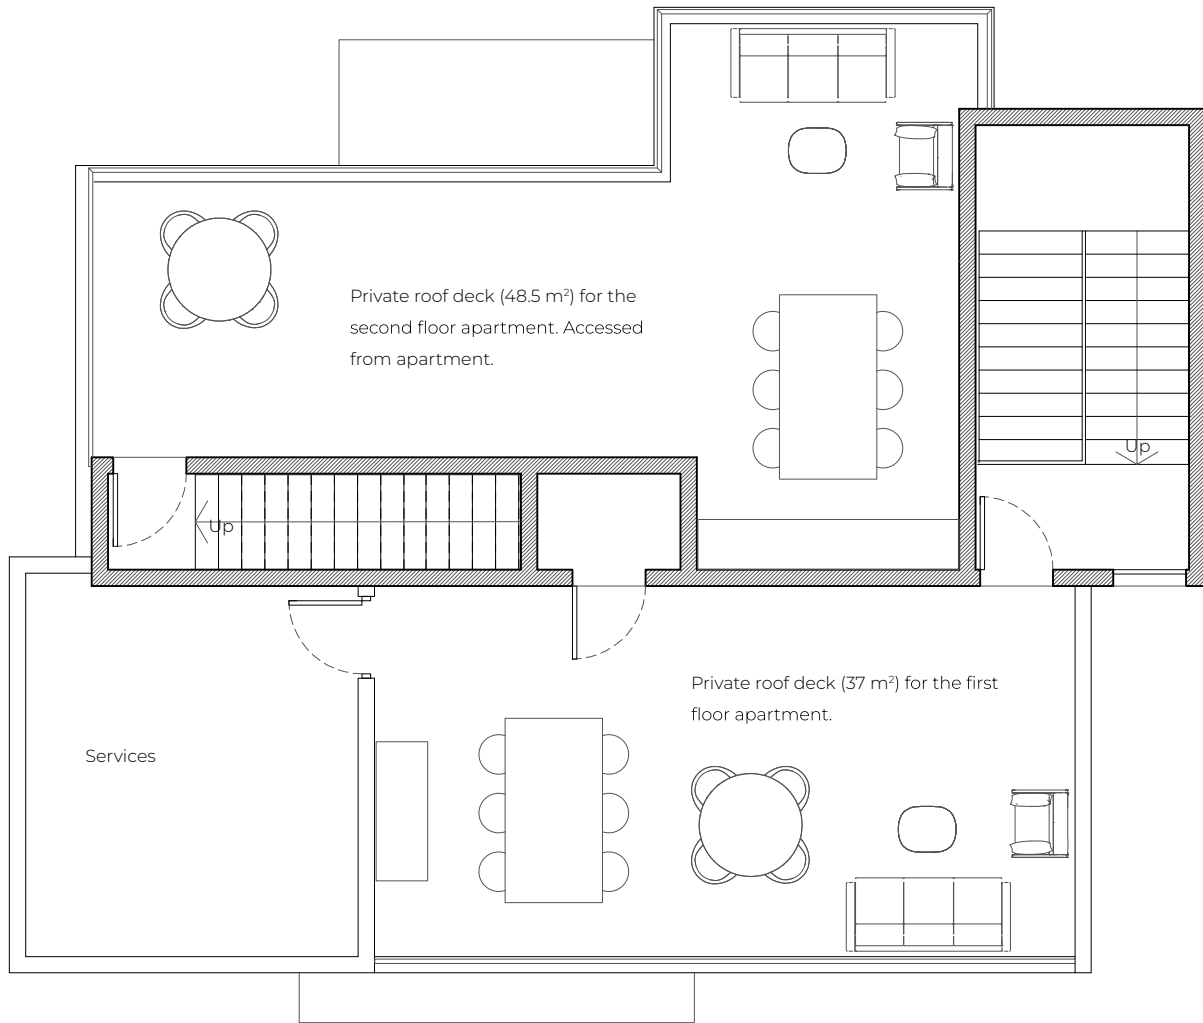 Private roof deck (48.5 m²) for the
second floor apartment. Accessed
from apartment.
Up
Up
Private roof deck (37 m²) for the first
floor apartment.
Services